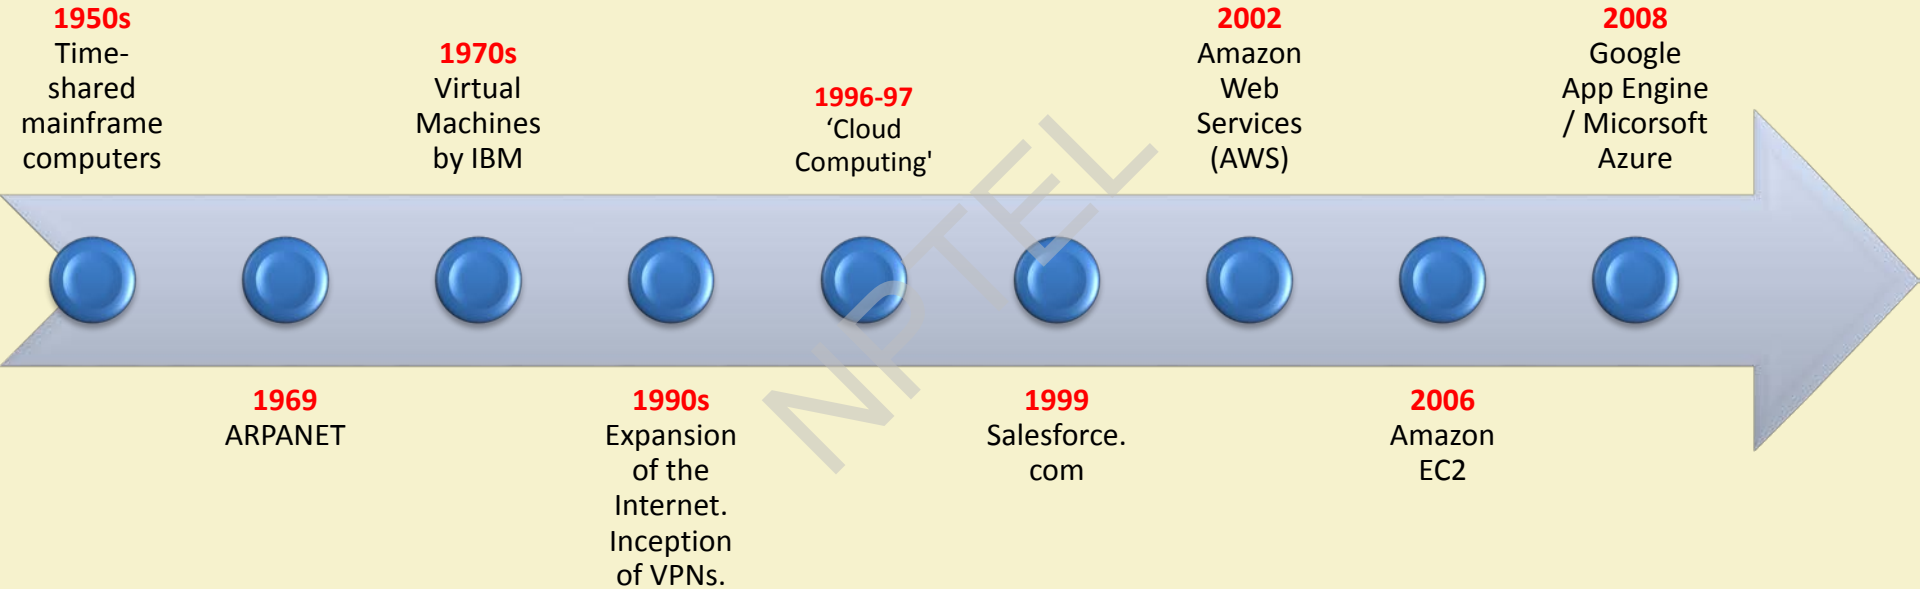 1950s
Time-
shared
mainframe
computers
1969
ARPANET
1970s
Virtual
Machines
by IBM
1990s
Expansion
of the
Internet.
Inception
of VPNs.
1996-97
‘Cloud
Computing'
1999
Salesforce.
com
2002
Amazon
Web
Services
(AWS)
2006
Amazon
EC2
2008
Google
App Engine
/ Micorsoft
Azure
NPTEL